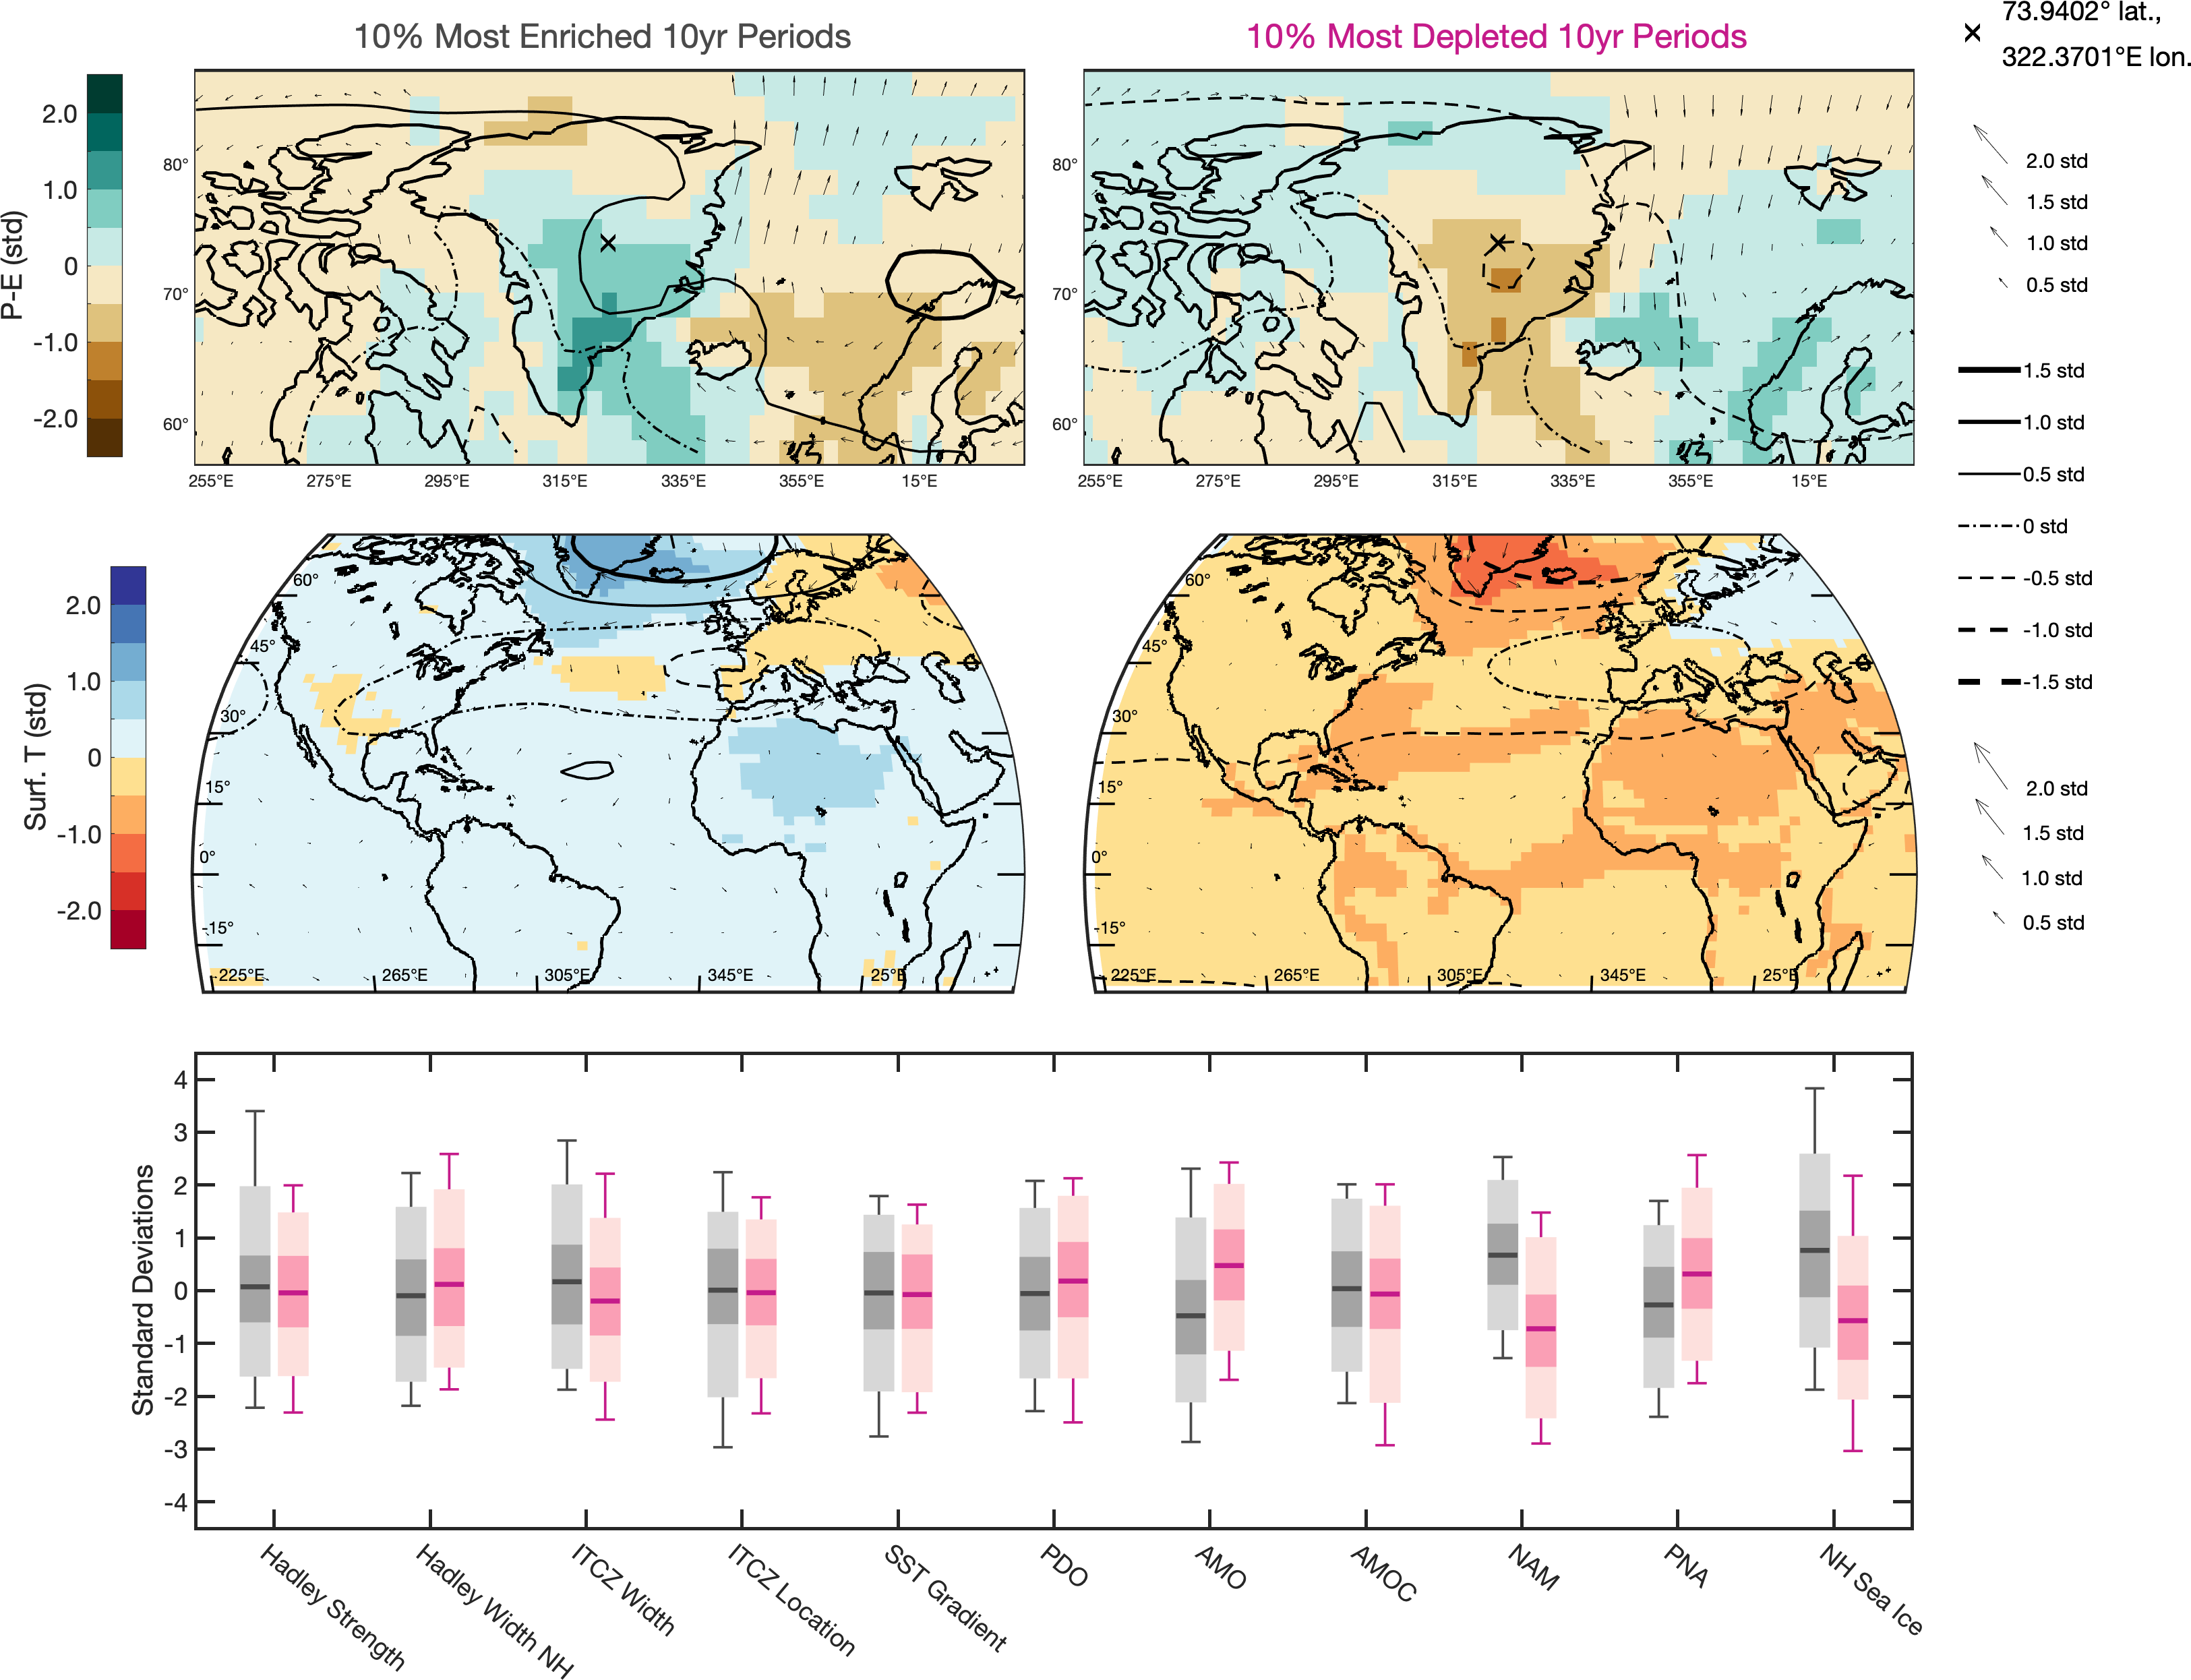 10% Most Enriched 10yr Periods
10% Most Depleted 10yr Periods
73.9402° lat.,
322.3701°E lon.
P-E (std)
2.0
1.0
0
-1.0
-2.0
80°
70°
60°
255°E
275°E
295°E
315°E
335°E
355°E
15°E
80°
70°
60°
255°E
275°E
295°E
315°E
335°E
355°E
15°E
2.0 std
1.5 std
1.0 std
0.5 std
1.5 std
1.0 std
0.5 std
0 std
-0.5 std
-1.0 std
-1.5 std
Surf. T (std)
2.0
1.0
0
-1.0
-2.0
60°
45°
30°
15°
0°
-15°
225°E
265°E
305°E
345°E
25°E
60°
45°
30°
15°
0°
-15°
225°E
265°E
305°E
345°E
25°E
2.0 std
1.5 std
1.0 std
0.5 std
Standard Deviations
4
3
2
1
0
-1
-2
-3
-4
Hadley Strength
Hadley Width NH
ITCZ Width
ITCZ Location
SST Gradient
PDO
AMO
AMOC
NAM
PNA
NH Sea Ice